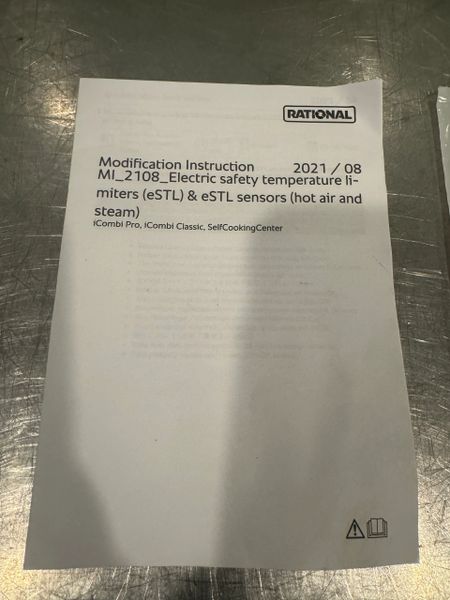 RATIONAL
Modification Instruction 2021 / 08
MI_2108_Electric safety temperature li-
miters (eSTL) & eSTL sensors (hot air and
steam)
iCombi Pro, iCombi Classic, SelfCookingCenter